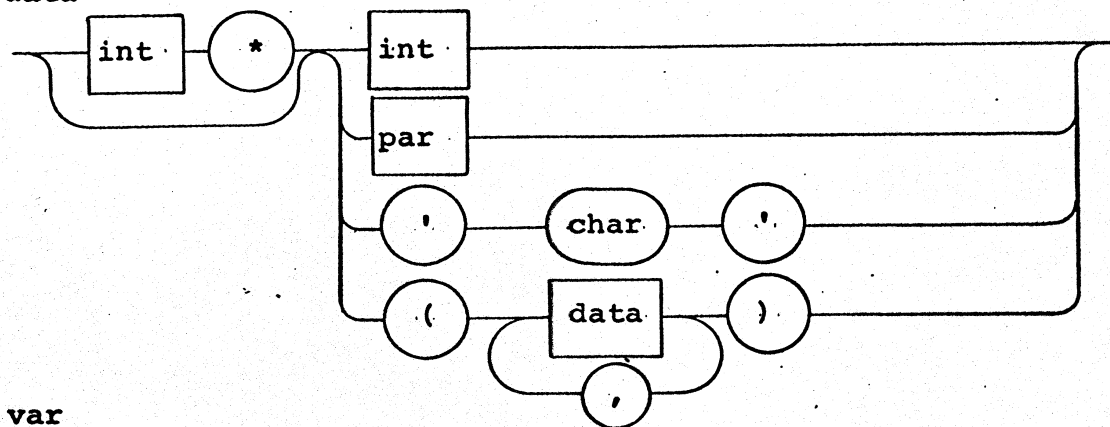 int * int
par
' char '
( data )
,
var